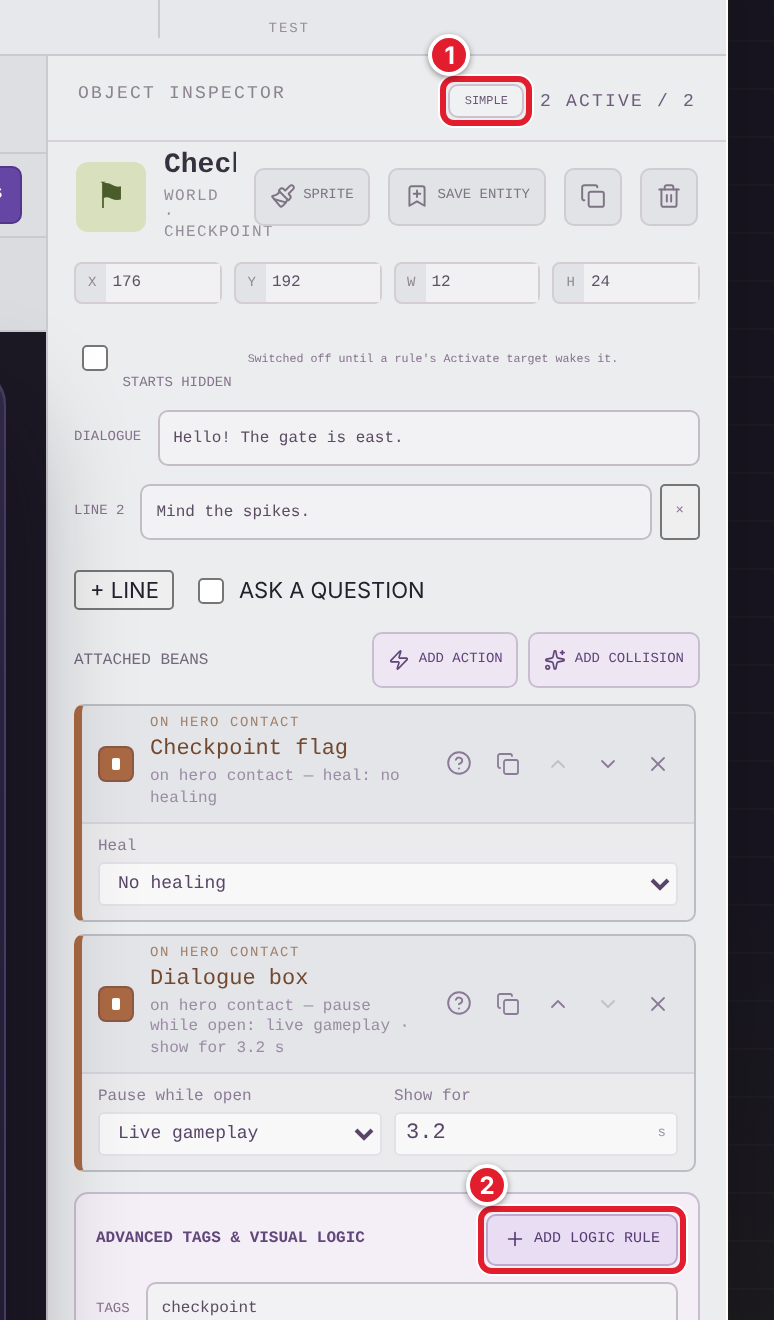 TEST
1
OBJECT INSPECTOR
SIMPLE
2 ACTIVE / 2
Chec
WORLD
·
CHECKPOINT
SPRITE
SAVE ENTITY
X 176
Y 192
W 12
H 24
Switched off until a rule's Activate target wakes it.
STARTS HIDDEN
DIALOGUE
Hello! The gate is east.
LINE 2
Mind the spikes.
×
+ LINE
ASK A QUESTION
ATTACHED BEANS
ADD ACTION
ADD COLLISION
ON HERO CONTACT
Checkpoint flag
on hero contact — heal: no
healing
Heal
No healing
ON HERO CONTACT
Dialogue box
on hero contact — pause
while open: live gameplay ·
show for 3.2 s
Pause while open
Show for
Live gameplay
3.2
s
2
ADVANCED TAGS & VISUAL LOGIC
ADD LOGIC RULE
TAGS
checkpoint